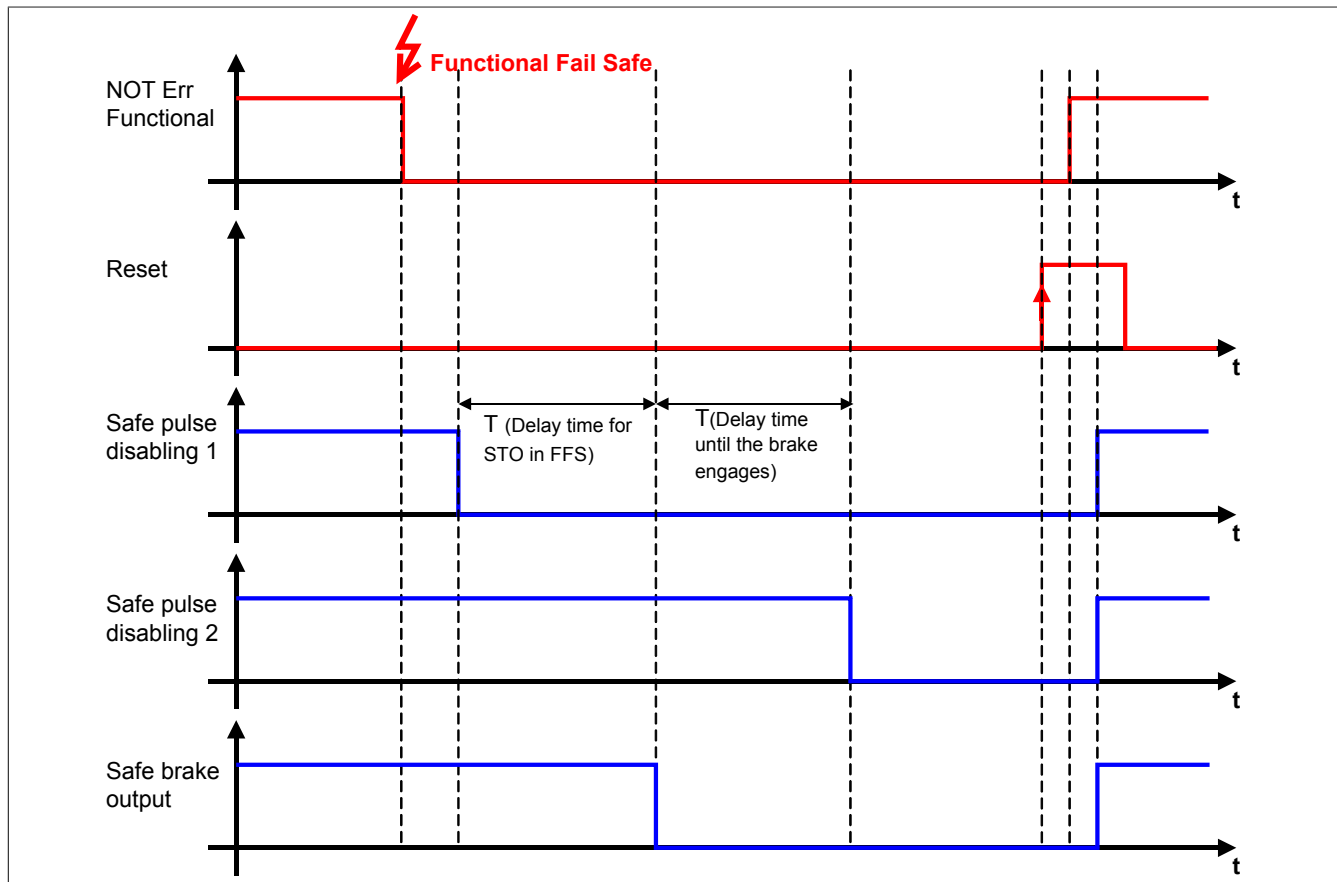 Functional Fail Safe
NOT Err
Functional
t
Reset
t
Safe pulse
disabling 1
T (Delay time for
STO in FFS)
T(Delay time
until the brake
engages)
t
Safe pulse
disabling 2
t
Safe brake
output
t